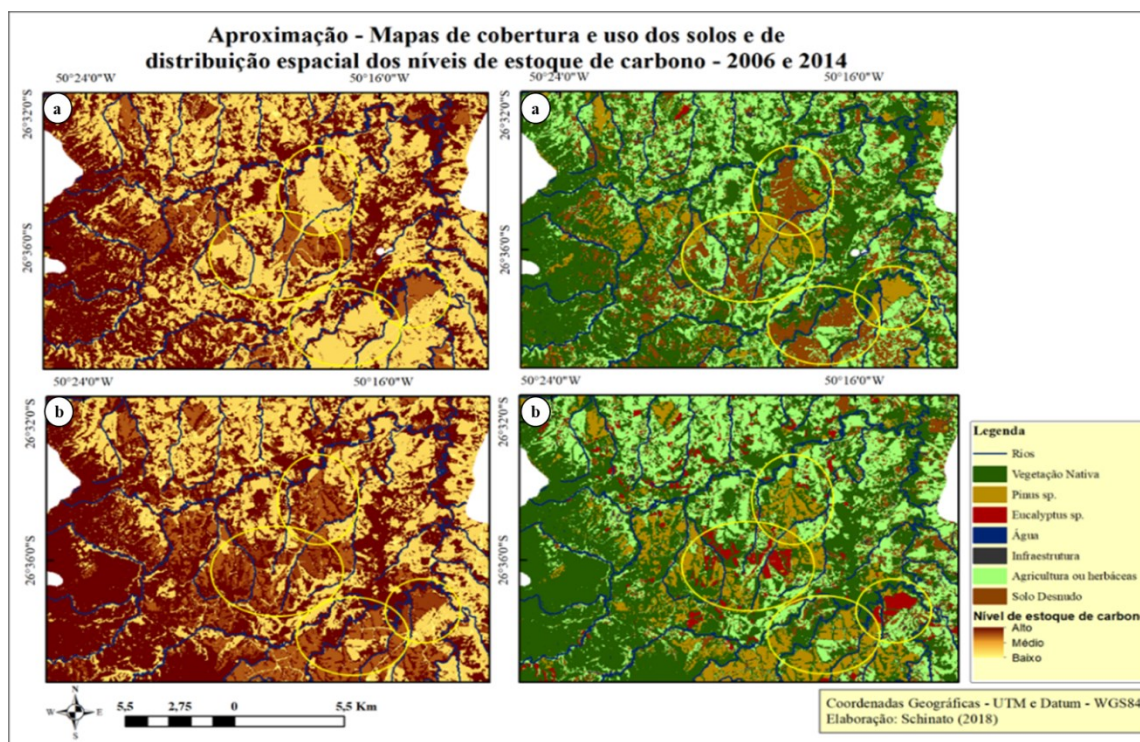 Aproximação - Mapas de cobertura e uso dos solos e de
distribuição espacial dos níveis de estoque de carbono - 2006 e 2014
50°24'0"W 50°16'0"W 50°24'0"W 50°16'0"W
a a
26°32'0"S 26°32'0"S
26°36'0"S 26°36'0"S
50°24'0"W 50°16'0"W 50°24'0"W 50°16'0"W
b b
26°32'0"S 26°32'0"S
26°36'0"S 26°36'0"S
Legenda
Rios
Vegetação Nativa
Pinus sp.
Eucalyptus sp.
Água
Infraestrutura
Agricultura ou herbáceas
Solo Desnudo
Nível de estoque de carbon
Alto
Médio
Baixo
N
W E
S
5,5 2,75 0 5,5 Km
Coordenadas Geográficas - UTM e Datum - WGS84
Elaboração: Schinato (2018)